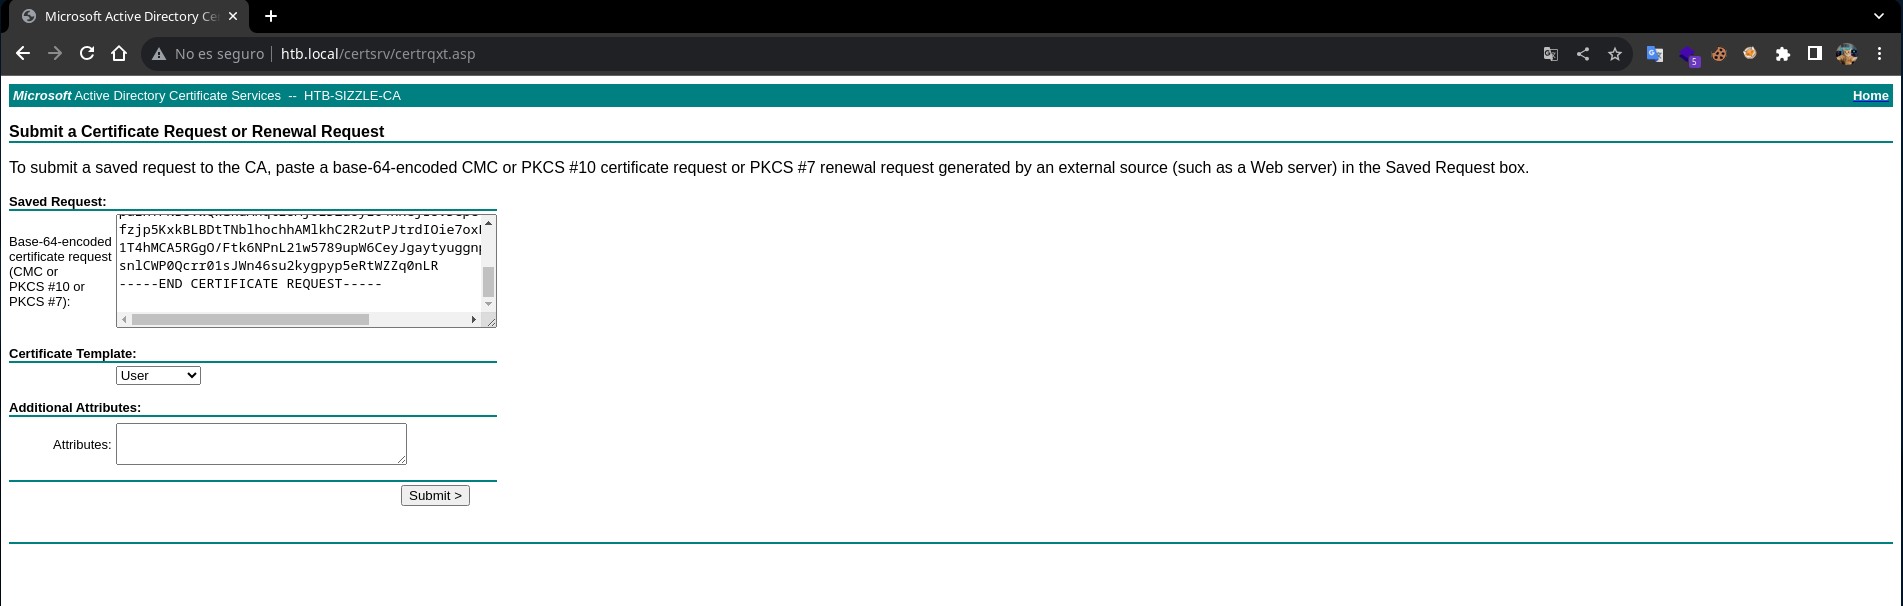 Microsoft Active Directory Ce
No es seguro htb.local/certsrv/certrqxt.asp
5
Microsoft Active Directory Certificate Services -- HTB-SIZZLE-CA Home
Submit a Certificate Request or Renewal Request
To submit a saved request to the CA, paste a base-64-encoded CMC or PKCS #10 certificate request or PKCS #7 renewal request generated by an external source (such as a Web server) in the Saved Request box.
Saved Request:
Base-64-encoded
certificate request
(CMC or
PKCS #10 or
PKCS #7):
fzjp5KxkBLBDtTNblhochhAMlkhC2R2utPJtrdIOie7ox
1T4hMCA5RGgO/Ftk6NPnL21w5789upW6CeyJgaytyuggn
snlCWP0Qcrr01sJWn46su2kygpyp5eRtWZZq0nLR
-----END CERTIFICATE REQUEST-----
Certificate Template:
User
Additional Attributes:
Attributes:
Submit >